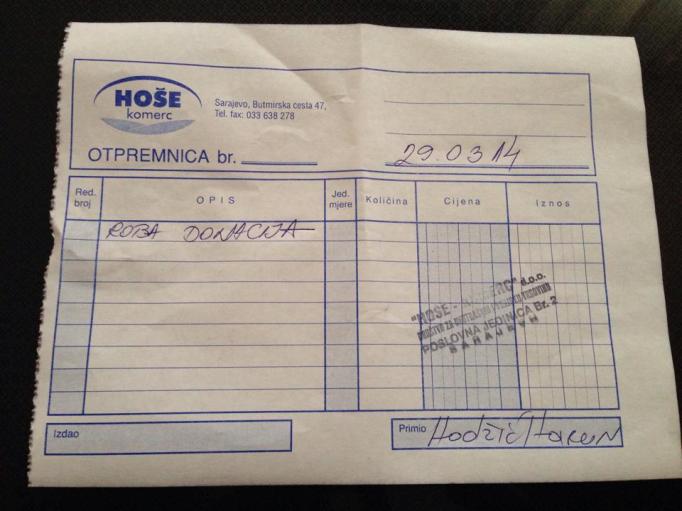 HOŠE
komerc
Sarajevo, Butmirska cesta 47,
Tel. fax: 033 638 278
OTPREMNICA br.
29.03 14
Red. broj OPIS Jed. mjere Količina Cijena Iznos
ROBA DONACIJA
"HOŠE - KOMERC" d.o.o.
POSLOVNA JEDINICA Br. 2
SARAJEVO
Izdao
Primio Hodžić Harun